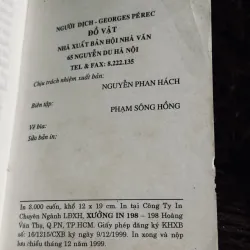 NGƯỜI DỊCH - GEORGES PÉREC
ĐỒ VẬT
NHÀ XUẤT BẢN HỘI NHÀ VĂN
65 NGUYỄN DU HÀ NỘI
TEL & FAX: 8.222.135
Chịu trách nhiệm xuất bản:
NGUYỄN PHAN HÁCH
Biên tập:
PHẠM SÔNG HỒNG
Vẽ bìa:
Sửa bản in:
In 3.000 cuốn, khổ 12 x 19 cm. In tại Công Ty In
Chuyên Ngành LĐXH, XƯỞNG IN 198 - 198 Hoàng
Văn Thụ, Q.PN, TP.HCM. Giấy phép đăng ký KHXB
số: 16/1215/CXB ký ngày 9/12/1999. In xong và nộp
lưu chiểu tháng 12 năm 1999.